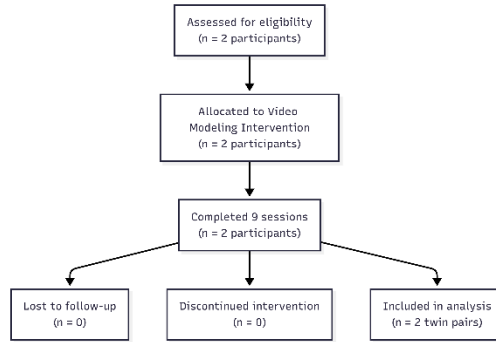 Assessed for eligibility
(n = 2 participants)
Allocated to Video
Modeling Intervention
(n = 2 participants)
Completed 9 sessions
(n = 2 participants)
Lost to follow-up
(n = 0)
Discontinued intervention
(n = 0)
Included in analysis
(n = 2 twin pairs)